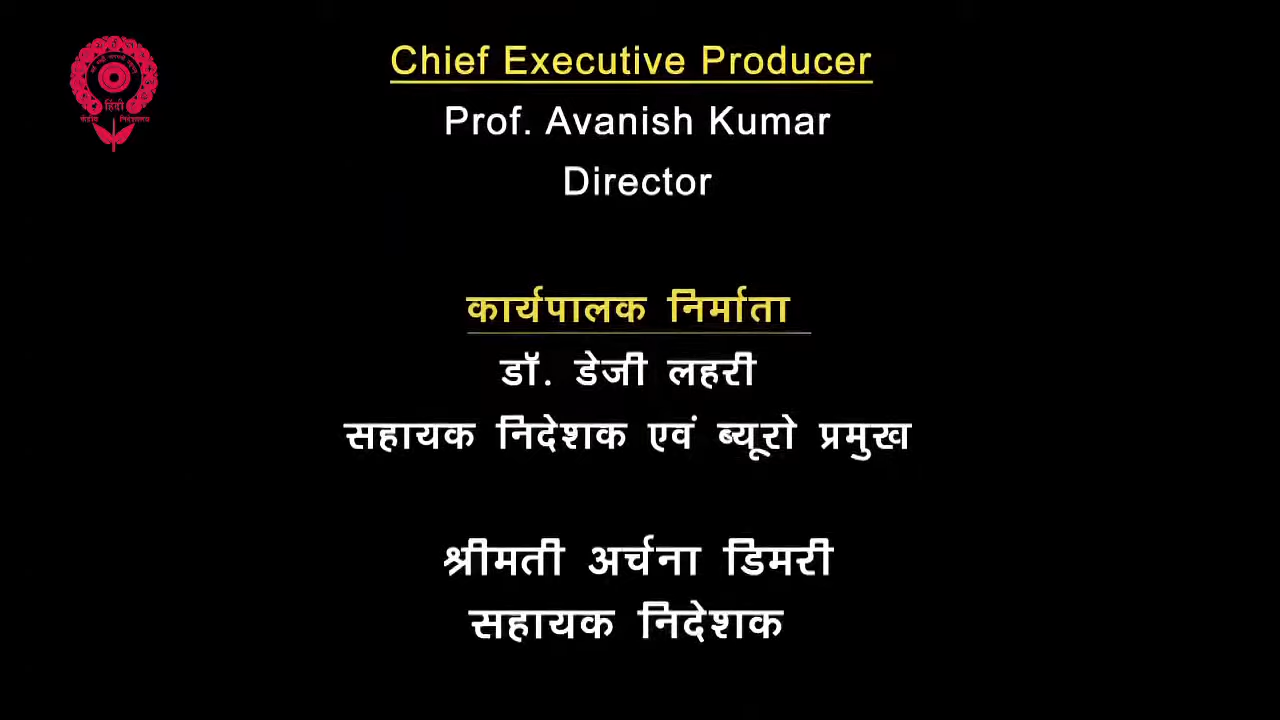 Chief Executive Producer
Prof. Avanish Kumar
Director
कार्यपालक निर्माता
डॉ. डेजी लहरी
सहायक निदेशक एवं ब्यूरो प्रमुख
श्रीमती अर्चना डिमरी
सहायक निदेशक
हिंदी
केंद्रीय निदेशालय